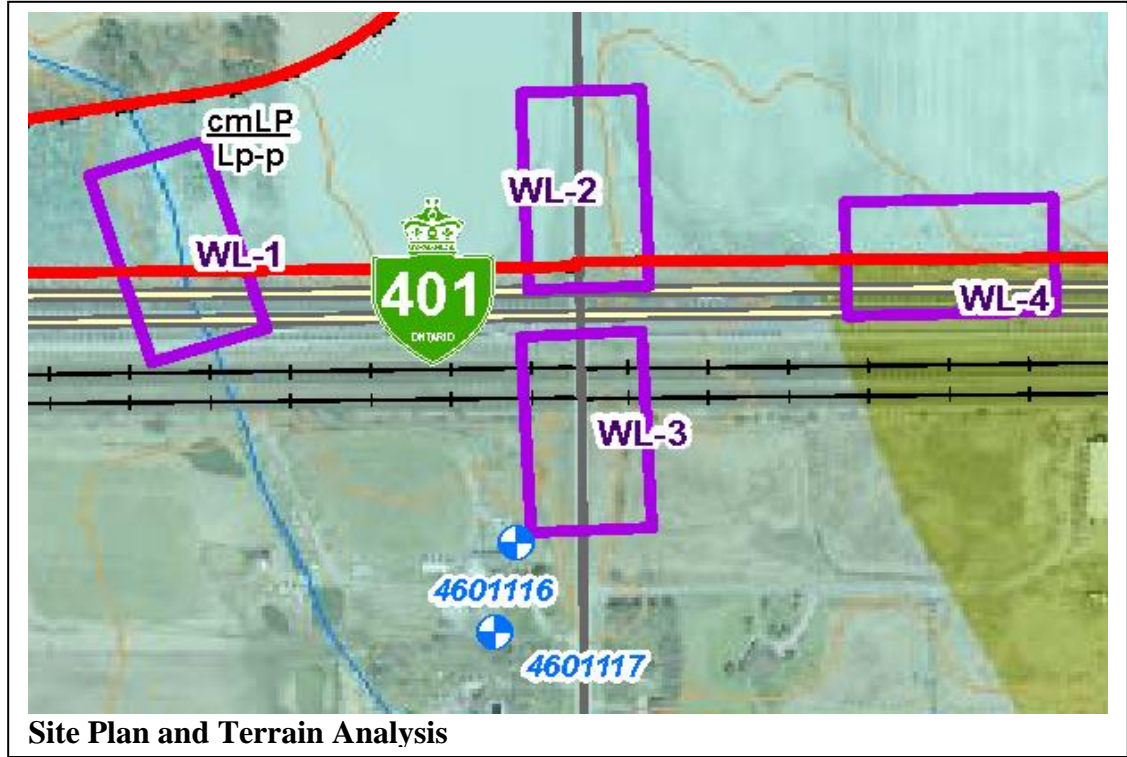 cmLP
Lp-p
WL-2
WL-1
401
ONTARIO
WL-4
WL-3
4601116
4601117
Site Plan and Terrain Analysis